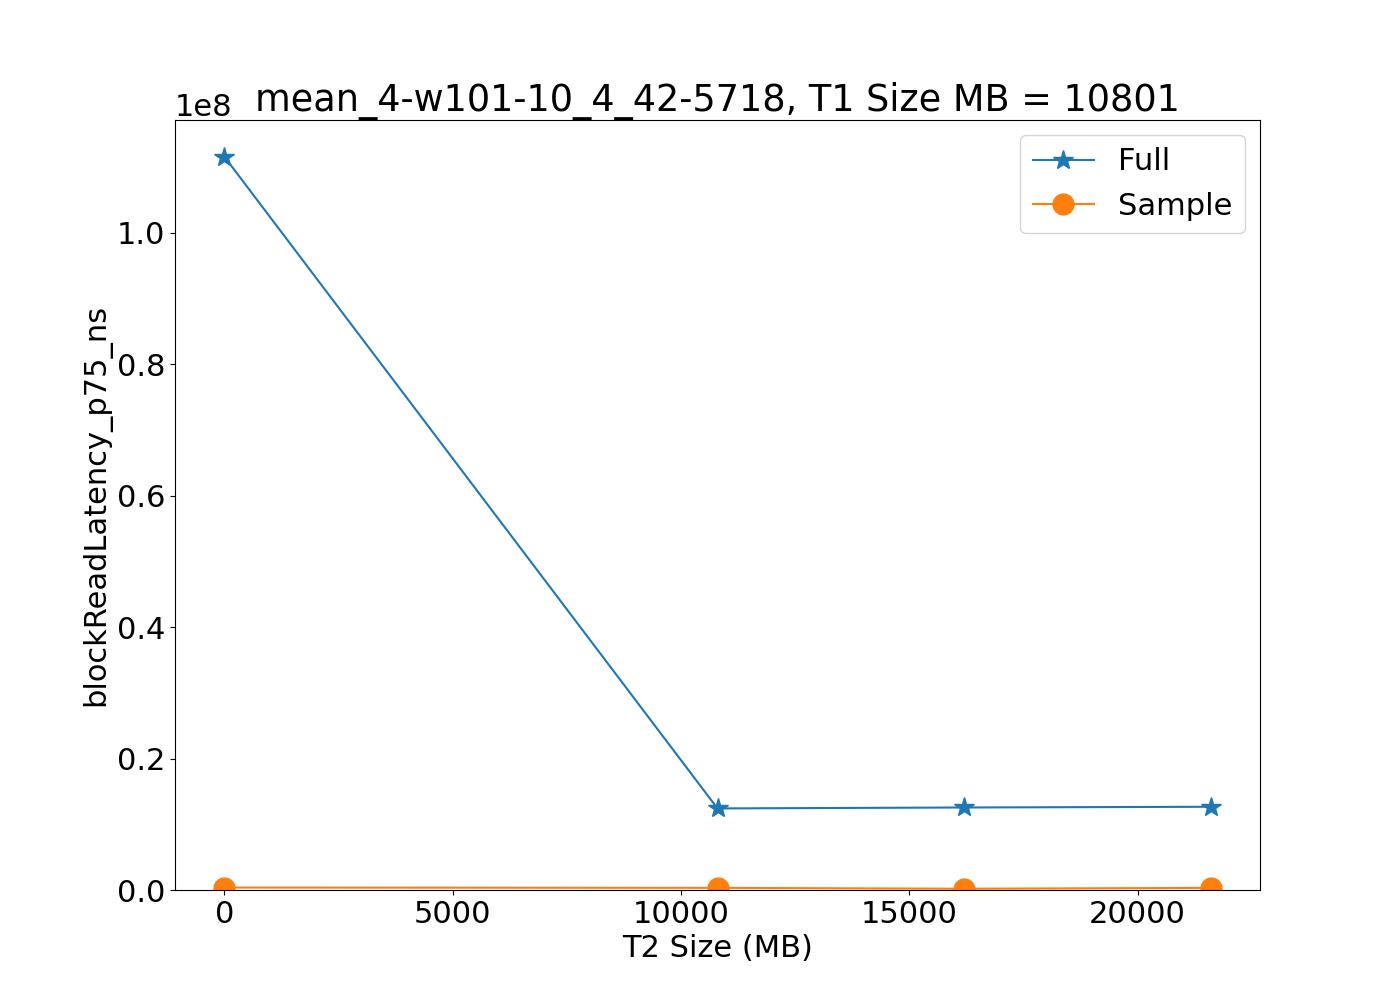 1e8
mean_4-w101-10_4_42-5718, T1 Size MB = 10801
Full
Sample
1.0
0.8
0.6
0.4
0.2
0.0
blockReadLatency_p75_ns
0 5000 10000 15000 20000
T2 Size (MB)